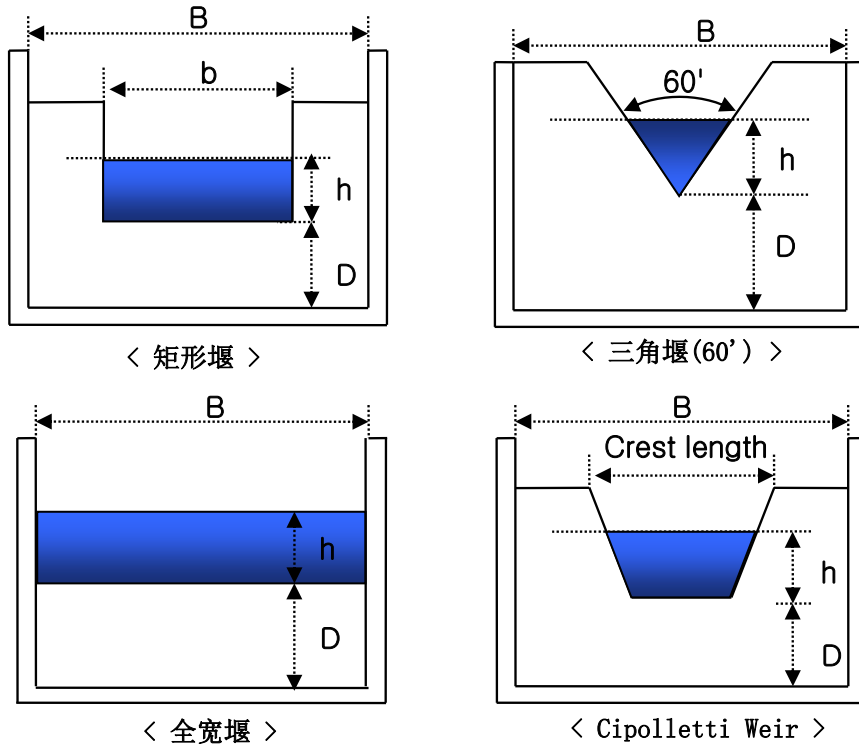 B
b
h
D
< 矩形堰 >
B
60'
h
D
< 三角堰(60') >
B
h
D
< 全宽堰 >
B
Crest length
h
D
< Cipolletti Weir >